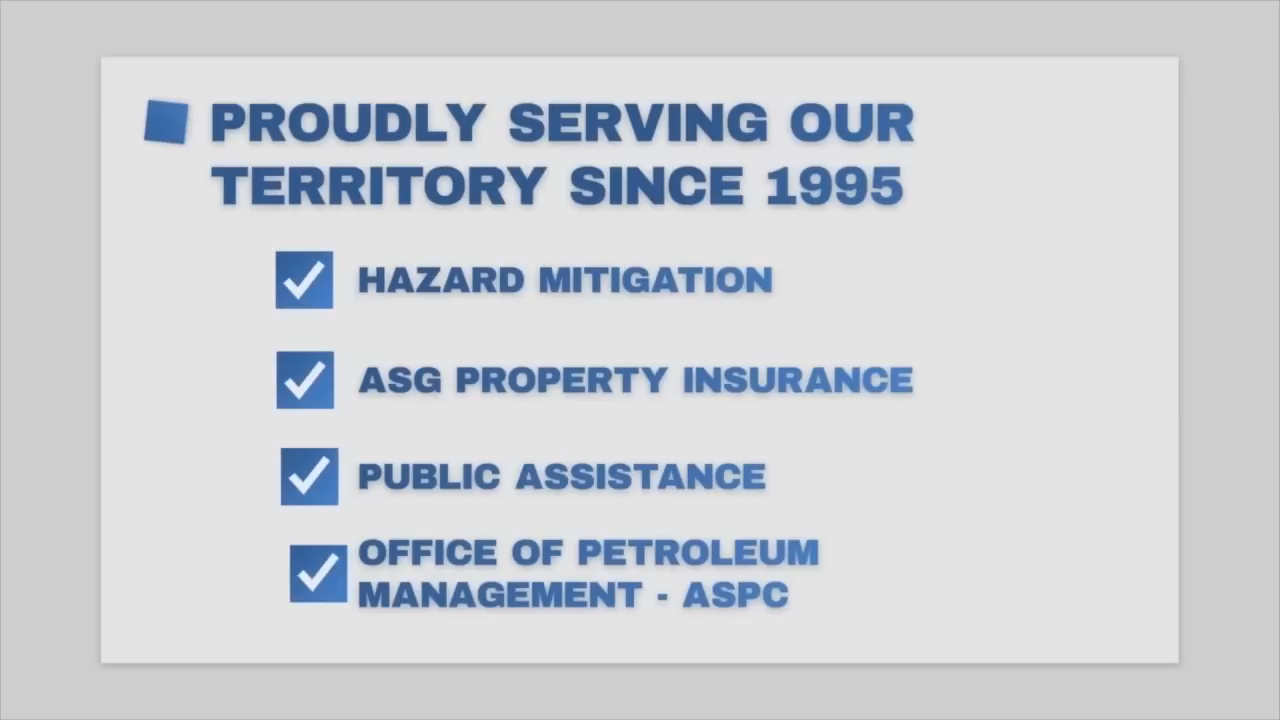 PROUDLY SERVING OUR
TERRITORY SINCE 1995
HAZARD MITIGATION
ASG PROPERTY INSURANCE
PUBLIC ASSISTANCE
OFFICE OF PETROLEUM
MANAGEMENT - ASPC